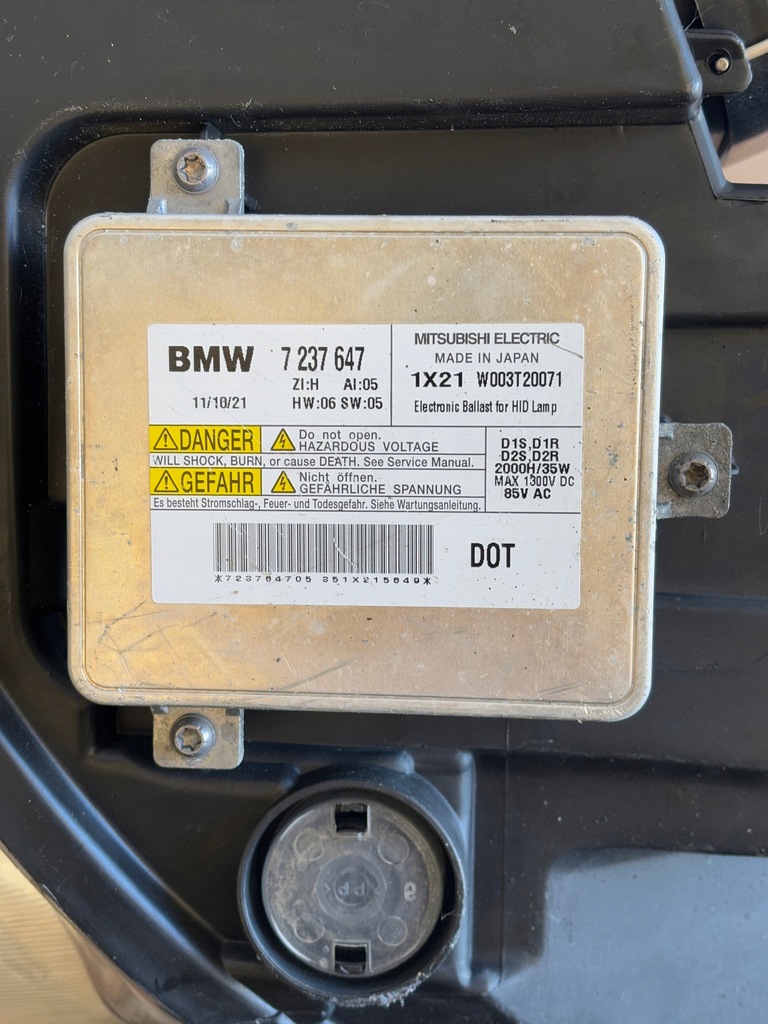 BMW 7 237 647
ZI:H AI:05
11/10/21 HW:06 SW:05
MITSUBISHI ELECTRIC
MADE IN JAPAN
1X21 W003T20071
Electronic Ballast for HID Lamp
DANGER Do not open.
HAZARDOUS VOLTAGE
WILL SHOCK, BURN, or cause DEATH. See Service Manual.
GEFAHR Nicht öffnen.
GEFÄHRLICHE SPANNUNG
Es besteht Stromschlag-, Feuer- und Todesgefahr. Siehe Wartungsanleitung.
D1S,D1R
D2S,D2R
2000H/35W
MAX 1300V DC
85V AC
*723764705 351X215649*
DOT